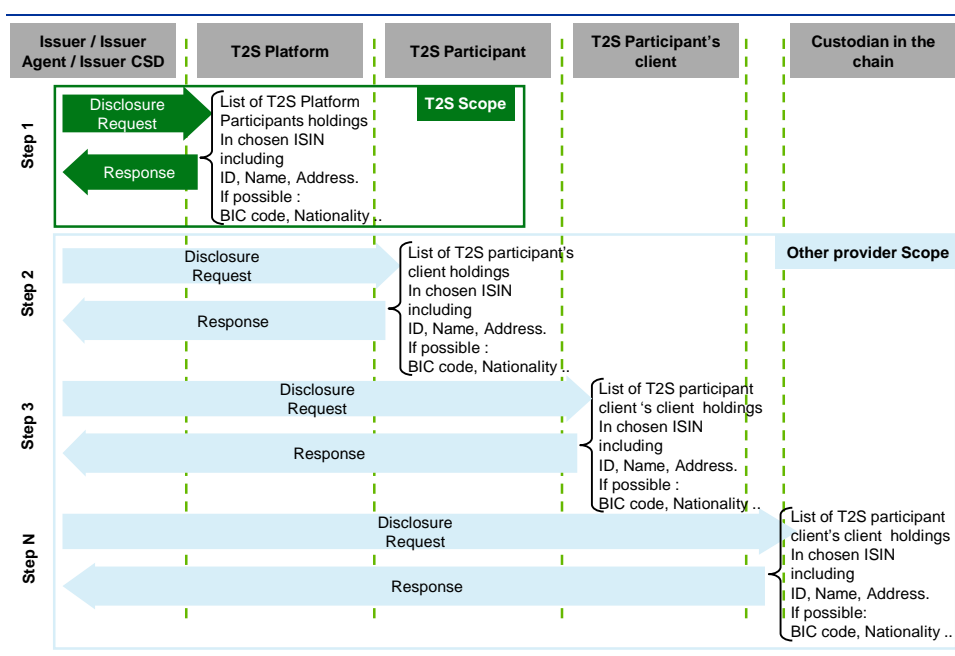 Issuer / Issuer
Agent / Issuer CSD
T2S Platform
T2S Participant
T2S Participant's
client
Custodian in the
chain
Step 1
Disclosure
Request
Response
List of T2S Platform
Participants holdings
In chosen ISIN
including
ID, Name, Address.
If possible :
BIC code, Nationality ..
T2S Scope
Other provider Scope
Step 2
Disclosure
Request
Response
List of T2S participant's
client holdings
In chosen ISIN
including
ID, Name, Address.
If possible :
BIC code, Nationality ..
Step 3
Disclosure
Request
Response
List of T2S participant
client 's client holdings
In chosen ISIN
including
ID, Name, Address.
If possible :
BIC code, Nationality ..
Step N
Disclosure
Request
Response
List of T2S participant
client's client holdings
In chosen ISIN
including
ID, Name, Address.
If possible:
BIC code, Nationality ..